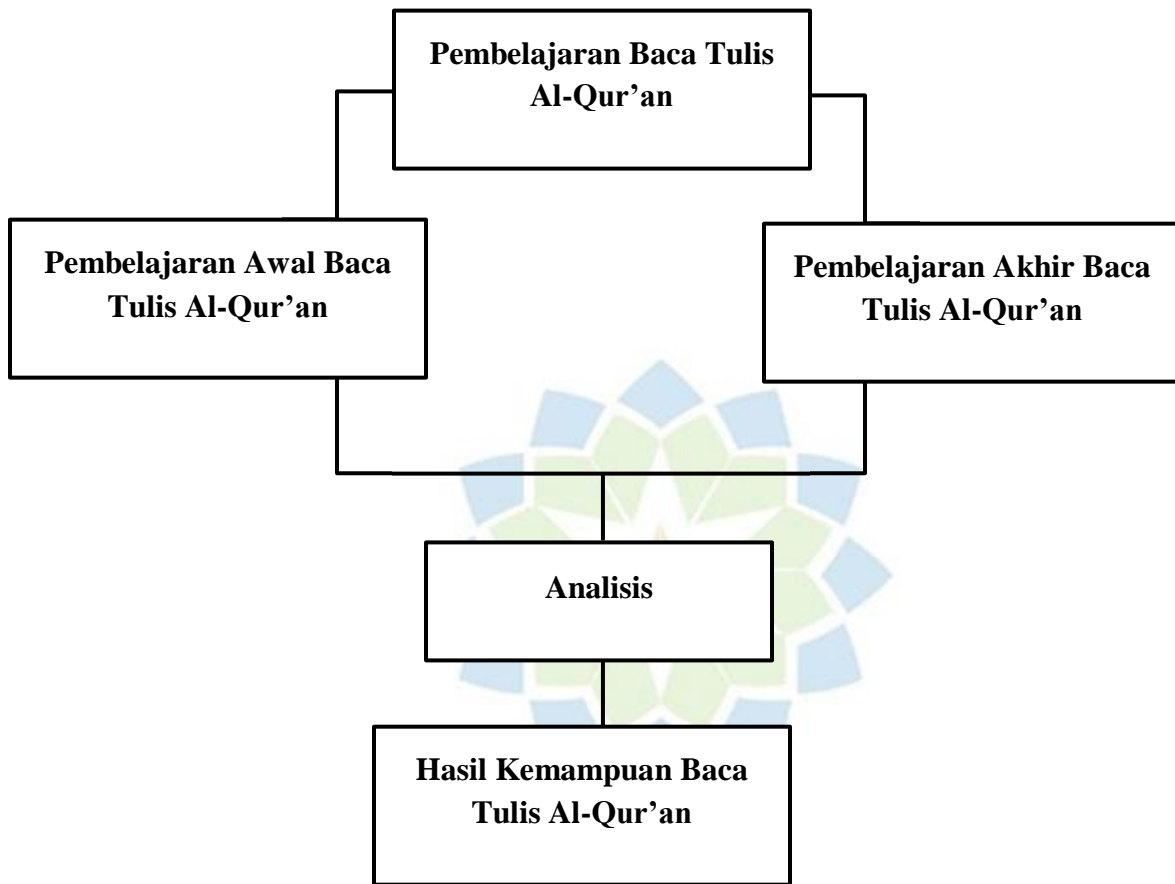 Pembelajaran Baca Tulis
Al-Qur’an
Pembelajaran Awal Baca
Tulis Al-Qur’an
Pembelajaran Akhir Baca
Tulis Al-Qur’an
Analisis
Hasil Kemampuan Baca
Tulis Al-Qur’an